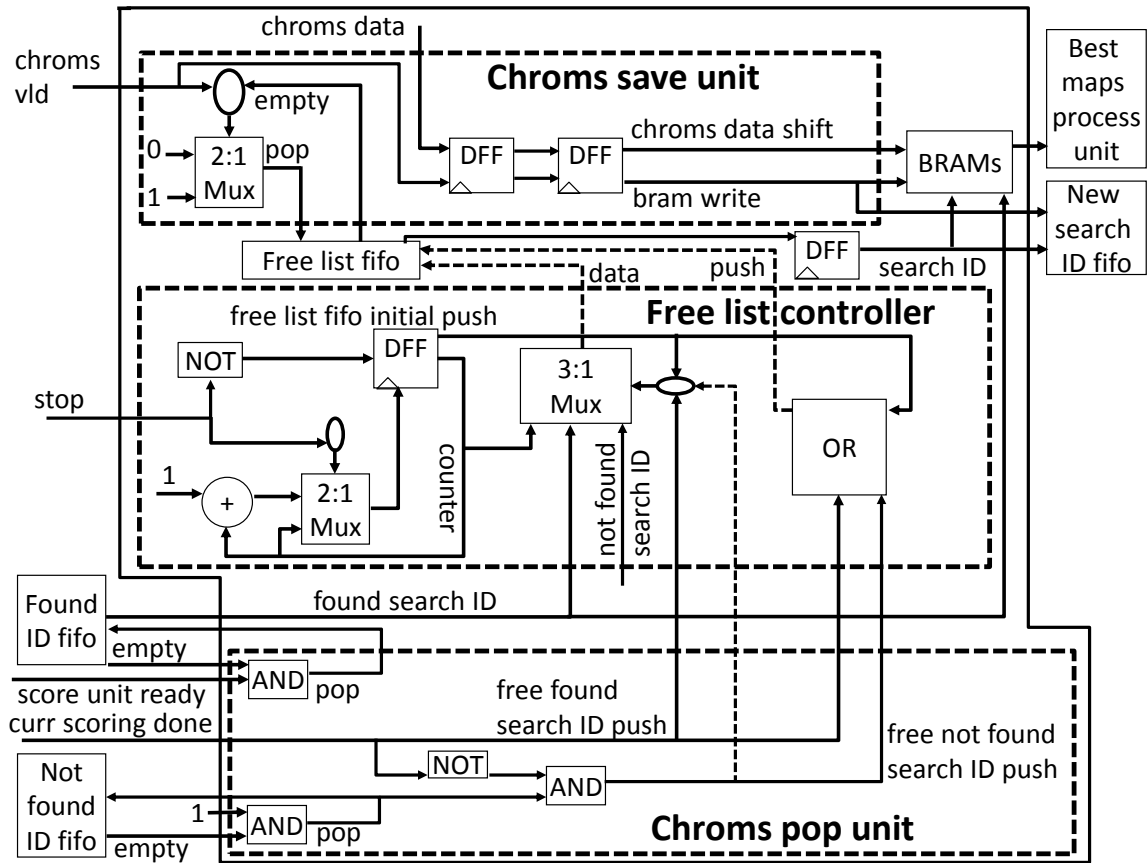 chroms data
chroms
vld
Chroms save unit
empty
0
1
2:1
Mux
pop
DFF
DFF
chroms data shift
bram write
BRAMs
Best
maps
process
unit
New
search
ID fifo
Free list fifo
data
push
DFF
search ID
Free list controller
free list fifo initial push
NOT
DFF
3:1
Mux
stop
OR
1
+
2:1
Mux
counter
not found
search ID
Found
ID fifo
found search ID
empty
AND
pop
score unit ready
curr scoring done
free found
search ID push
free not found
search ID push
NOT
AND
Not
found
ID fifo
1
AND
pop
empty
Chroms pop unit